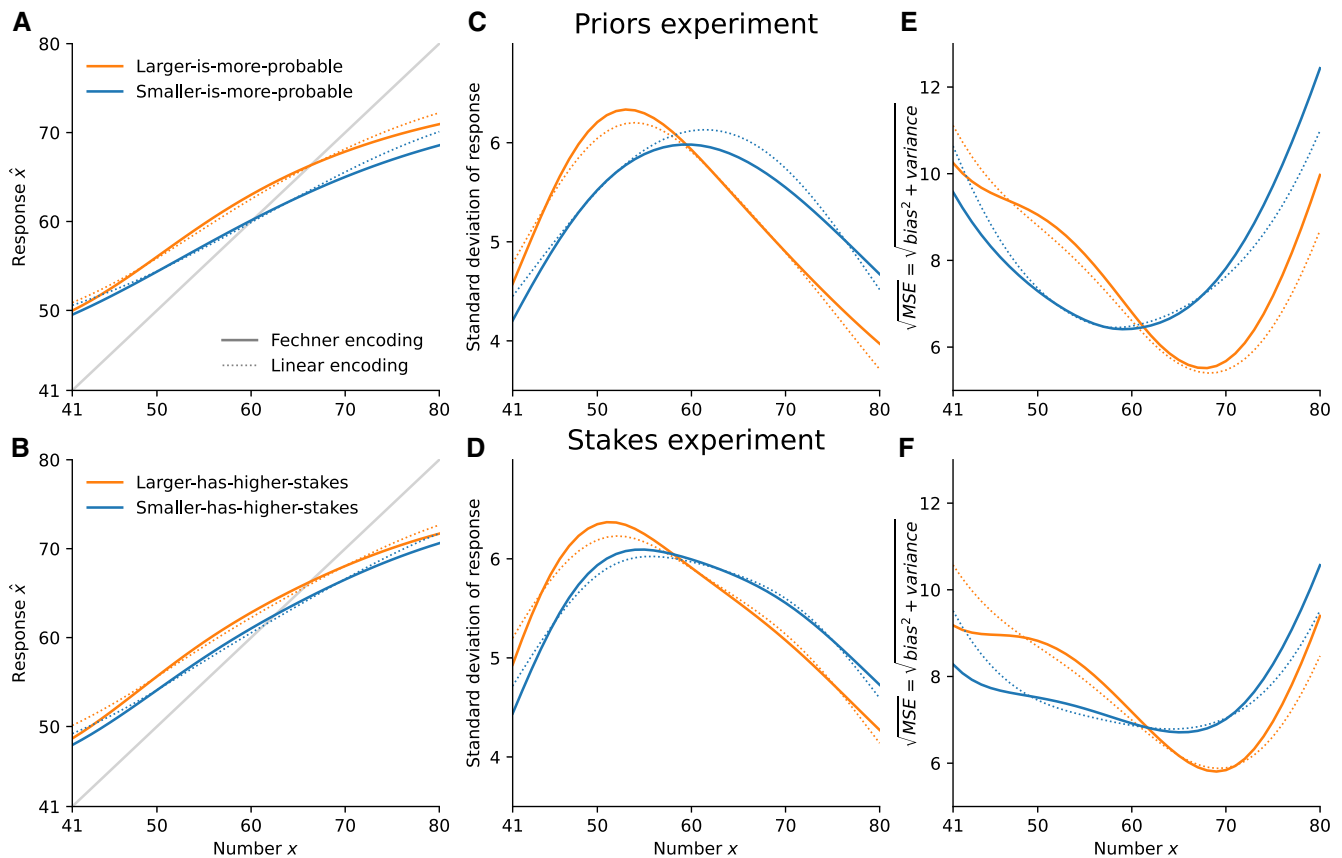 Priors experiment
A
80
70
60
50
41
Response x̂
Larger-is-more-probable
Smaller-is-more-probable
Fechner encoding
Linear encoding
41 50 60 70 80
C
6
5
4
Standard deviation of response
41 50 60 70 80
E
12
10
8
6
√MSE = √bias² + variance
41 50 60 70 80
Stakes experiment
B
80
70
60
50
41
Response x̂
Larger-has-higher-stakes
Smaller-has-higher-stakes
41 50 60 70 80
Number x
D
6
5
4
Standard deviation of response
41 50 60 70 80
Number x
F
12
10
8
6
√MSE = √bias² + variance
41 50 60 70 80
Number x